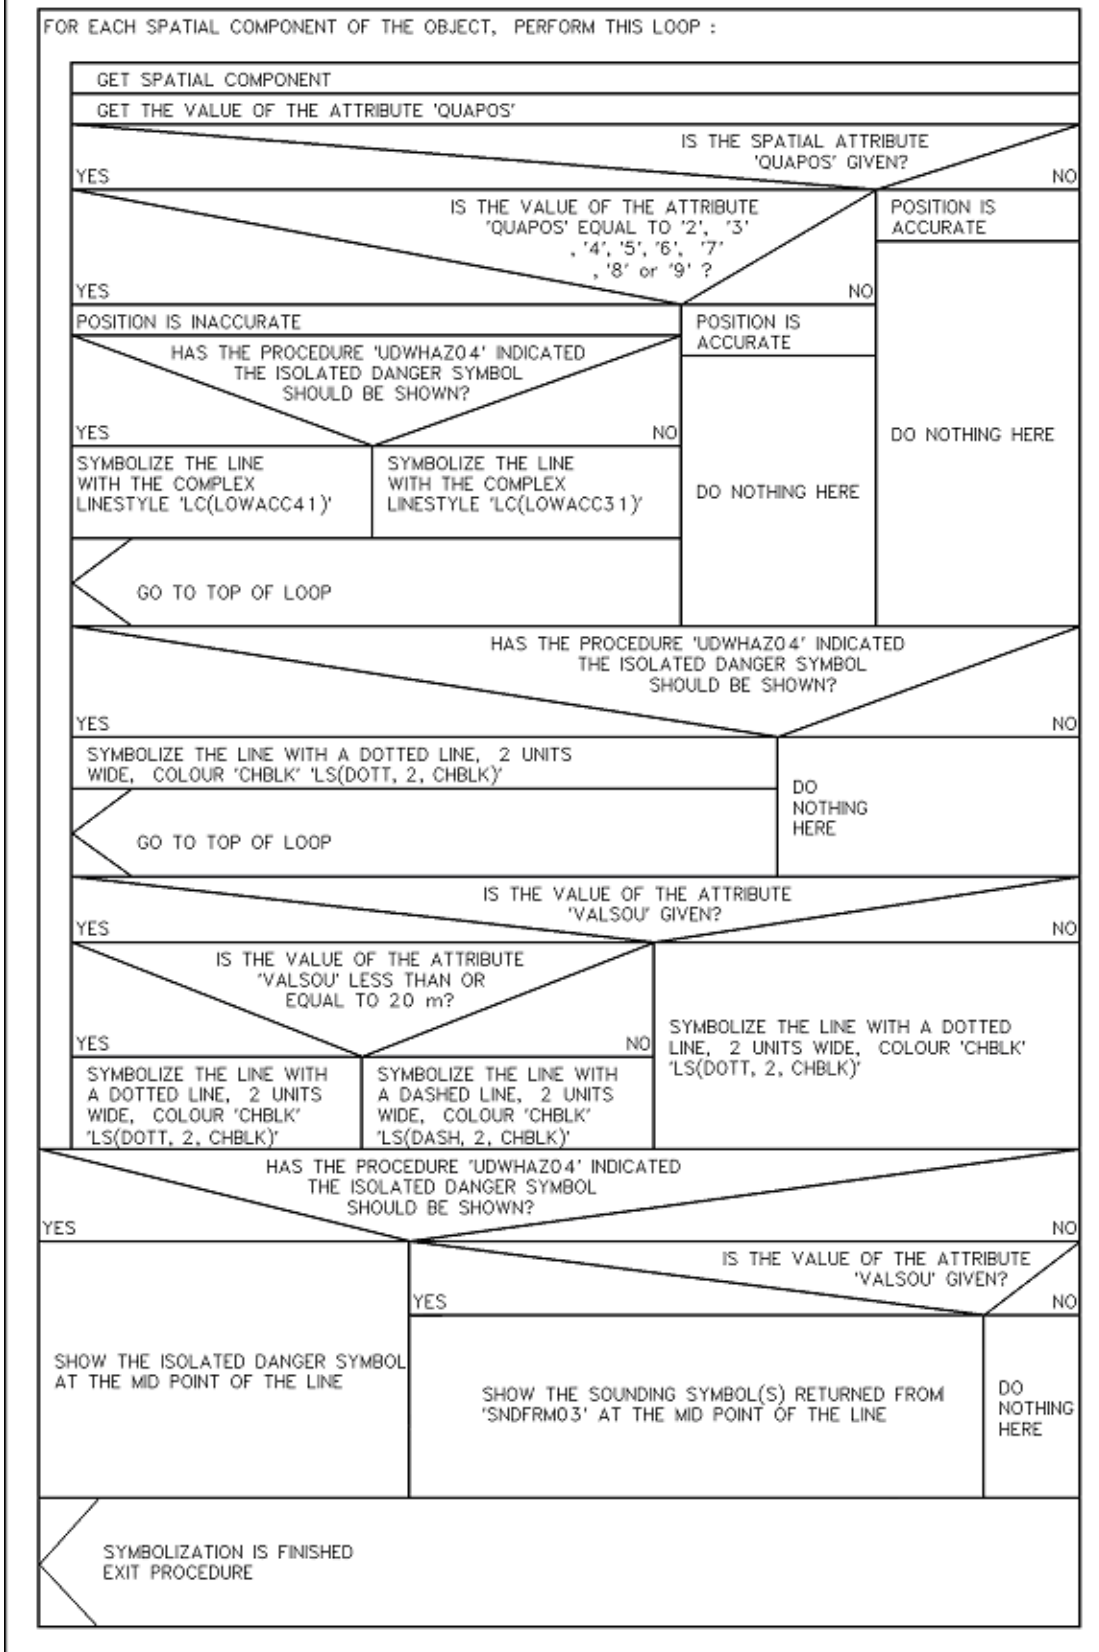 FOR EACH SPATIAL COMPONENT OF THE OBJECT, PERFORM THIS LOOP :
GET SPATIAL COMPONENT
GET THE VALUE OF THE ATTRIBUTE 'QUAPOS'
IS THE SPATIAL ATTRIBUTE
'QUAPOS' GIVEN?
YES
NO
IS THE VALUE OF THE ATTRIBUTE
'QUAPOS' EQUAL TO '2', '3'
, '4', '5', '6', '7'
, '8' or '9' ?
YES
NO
POSITION IS
ACCURATE
POSITION IS INACCURATE
POSITION IS
ACCURATE
HAS THE PROCEDURE 'UDWHAZ04' INDICATED
THE ISOLATED DANGER SYMBOL
SHOULD BE SHOWN?
YES
NO
SYMBOLIZE THE LINE
WITH THE COMPLEX
LINESTYLE 'LC(LOWACC41)'
SYMBOLIZE THE LINE
WITH THE COMPLEX
LINESTYLE 'LC(LOWACC31)'
DO NOTHING HERE
DO NOTHING HERE
GO TO TOP OF LOOP
HAS THE PROCEDURE 'UDWHAZ04' INDICATED
THE ISOLATED DANGER SYMBOL
SHOULD BE SHOWN?
YES
NO
SYMBOLIZE THE LINE WITH A DOTTED LINE, 2 UNITS
WIDE, COLOUR 'CHBLK' 'LS(DOTT, 2, CHBLK)'
DO
NOTHING
HERE
GO TO TOP OF LOOP
IS THE VALUE OF THE ATTRIBUTE
'VALSOU' GIVEN?
YES
NO
IS THE VALUE OF THE ATTRIBUTE
'VALSOU' LESS THAN OR
EQUAL TO 20 m?
YES
NO
SYMBOLIZE THE LINE WITH A DOTTED
LINE, 2 UNITS WIDE, COLOUR 'CHBLK'
'LS(DOTT, 2, CHBLK)'
SYMBOLIZE THE LINE WITH
A DOTTED LINE, 2 UNITS
WIDE, COLOUR 'CHBLK'
'LS(DOTT, 2, CHBLK)'
SYMBOLIZE THE LINE WITH
A DASHED LINE, 2 UNITS
WIDE, COLOUR 'CHBLK'
'LS(DASH, 2, CHBLK)'
HAS THE PROCEDURE 'UDWHAZ04' INDICATED
THE ISOLATED DANGER SYMBOL
SHOULD BE SHOWN?
YES
NO
IS THE VALUE OF THE ATTRIBUTE
'VALSOU' GIVEN?
YES
NO
SHOW THE ISOLATED DANGER SYMBOL
AT THE MID POINT OF THE LINE
SHOW THE SOUNDING SYMBOL(S) RETURNED FROM
'SNDFRM03' AT THE MID POINT OF THE LINE
DO
NOTHING
HERE
SYMBOLIZATION IS FINISHED
EXIT PROCEDURE